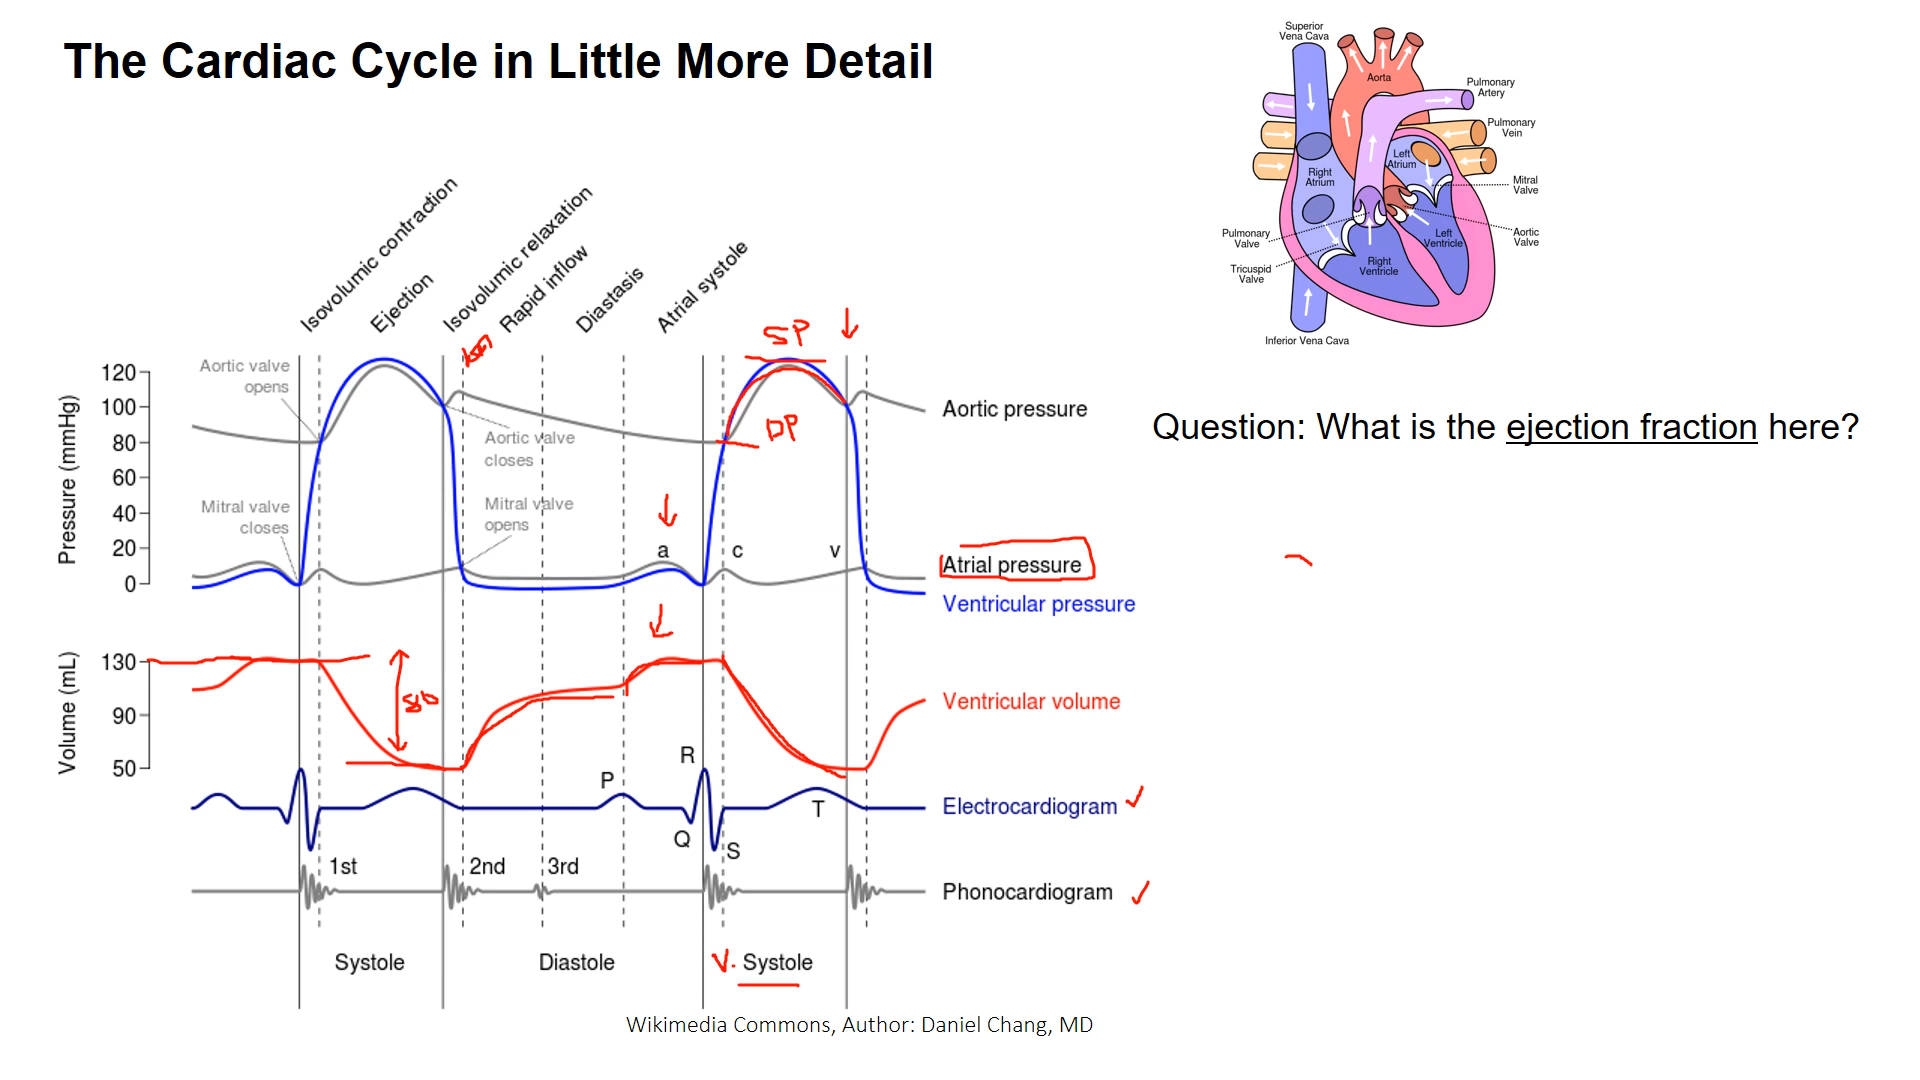 The Cardiac Cycle in Little More Detail
Superior
Vena Cava
Aorta
Pulmonary
Artery
Pulmonary
Vein
Left
Atrium
Right
Atrium
Mitral
Valve
Pulmonary
Valve
Aortic
Valve
Left
Ventricle
Right
Ventricle
Tricuspid
Valve
Inferior Vena Cava
Question: What is the ejection fraction here?
Isovolumic contraction
Ejection
Isovolumic relaxation
Rapid inflow
Diastasis
Atrial systole
SP
DP
Pressure (mmHg)
120
100
80
60
40
20
0
Aortic valve
opens
Aortic valve
closes
Mitral valve
closes
Mitral valve
opens
a
c
v
Aortic pressure
Atrial pressure
Ventricular pressure
Volume (mL)
130
90
50
80
Ventricular volume
R
P
Q
S
T
Electrocardiogram
1st
2nd
3rd
Phonocardiogram
Systole
Diastole
V. Systole
Wikimedia Commons, Author: Daniel Chang, MD